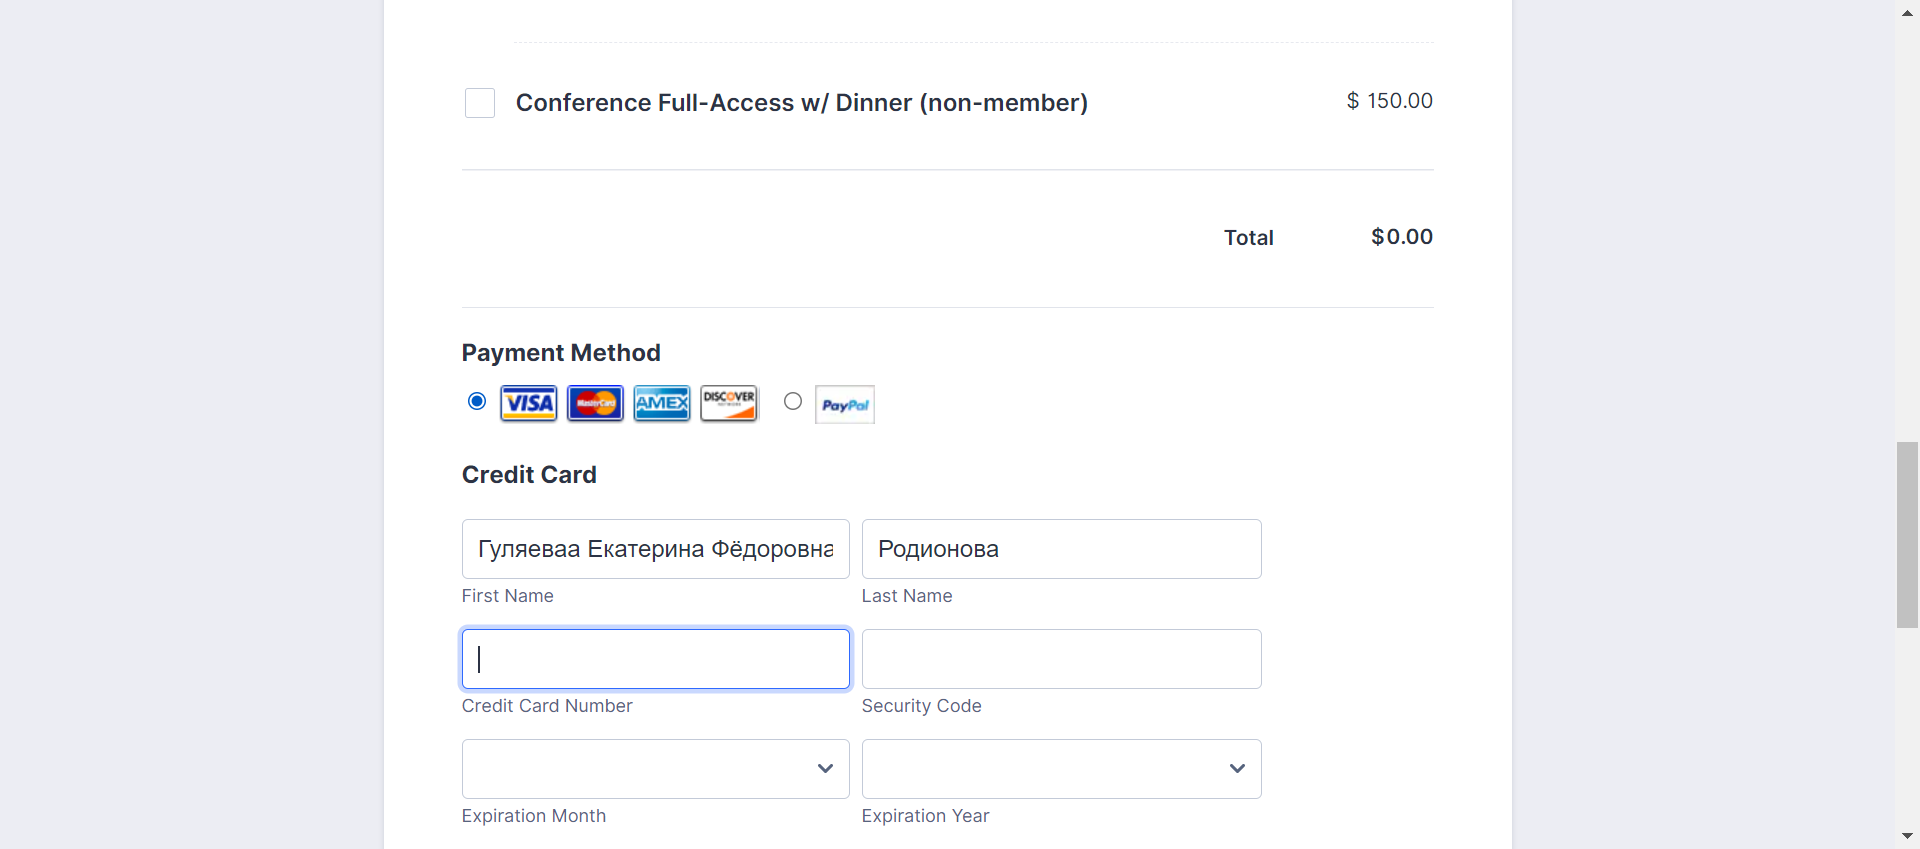 Conference Full-Access w/ Dinner (non-member) $ 150.00
Total $0.00
Payment Method
VISA MasterCard AMEX DISCOVER NETWORK PayPal
Credit Card
Гуляеваа Екатерина Фёдоровна Родионова
First Name Last Name
Credit Card Number Security Code
Expiration Month Expiration Year